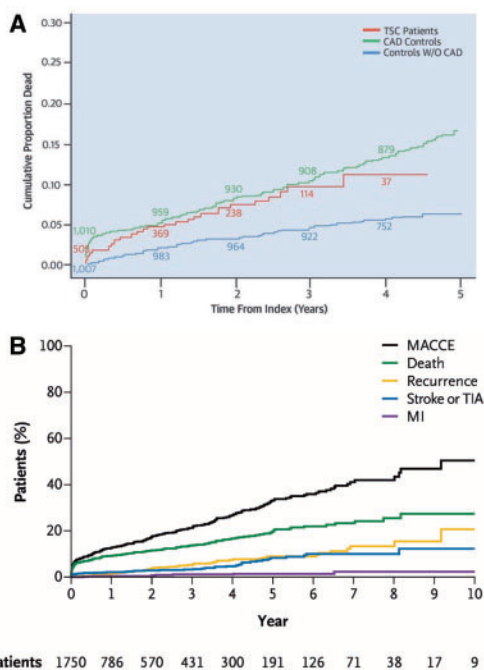 A
0.30
0.25
0.20
0.15
0.10
0.05
0.00
Cumulative Proportion Dead
TSC Patients
CAD Controls
Controls W/O CAD
1,010
959
930
908
879
369
238
114
37
1,007
983
964
922
752
0
1
2
3
4
5
Time From Index (Years)
B
100
80
60
40
20
0
Patients (%)
MACCE
Death
Recurrence
Stroke or TIA
MI
0 1 2 3 4 5 6 7 8 9 10
Year
atients 1750 786 570 431 300 191 126 71 38 17 9